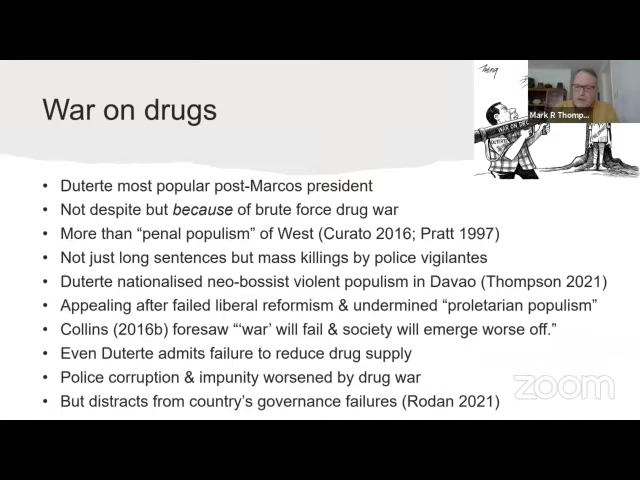 War on drugs
WAR ON DRU
Mark R Thomp...
• Duterte most popular post-Marcos president
• Not despite but because of brute force drug war
• More than “penal populism” of West (Curato 2016; Pratt 1997)
• Not just long sentences but mass killings by police vigilantes
• Duterte nationalised neo-bossist violent populism in Davao (Thompson 2021)
• Appealing after failed liberal reformism & undermined “proletarian populism”
• Collins (2016b) foresaw “‘war’ will fail & society will emerge worse off.”
• Even Duterte admits failure to reduce drug supply
• Police corruption & impunity worsened by drug war
• But distracts from country’s governance failures (Rodan 2021)
zoom